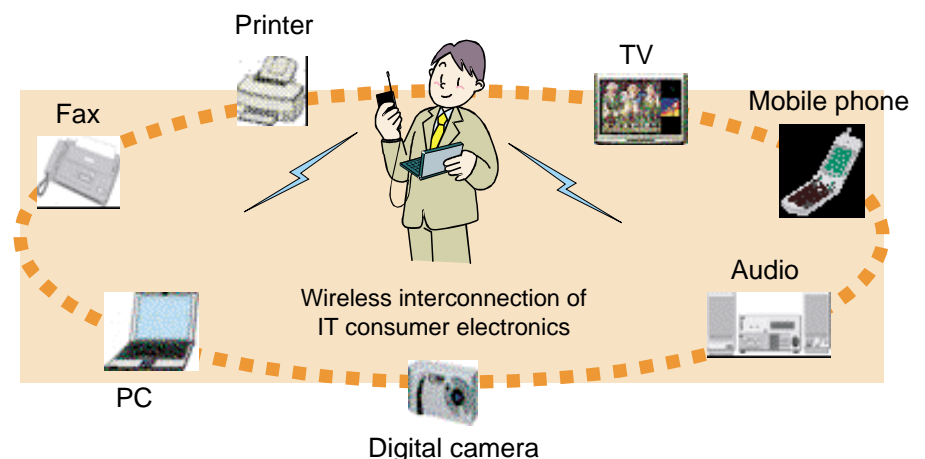 Printer
TV
Fax
Mobile phone
Audio
Wireless interconnection of
IT consumer electronics
PC
Digital camera